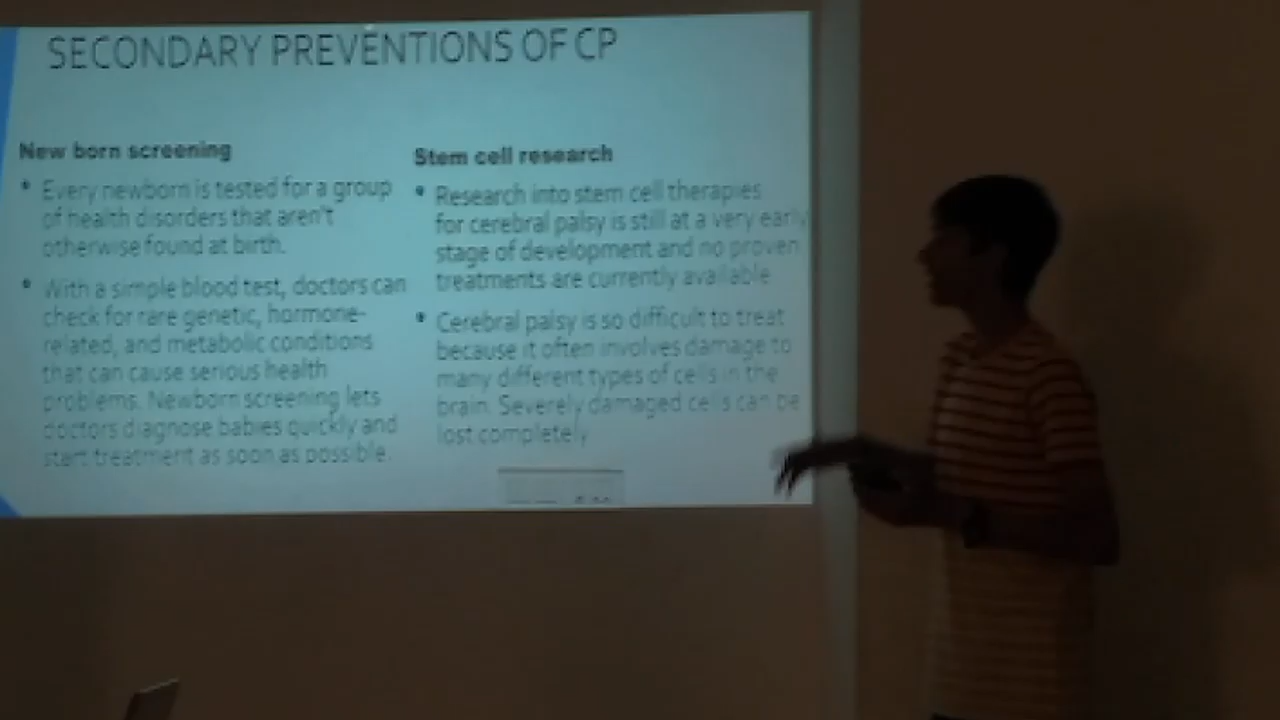 SECONDARY PREVENTIONS OF CP
New born screening
• Every newborn is tested for a group
of health disorders that aren't
otherwise found at birth.
• With a simple blood test, doctors can
check for rare genetic, hormone-
related, and metabolic conditions
that can cause serious health
problems. Newborn screening lets
doctors diagnose babies quickly and
start treatment as soon as possible.
Stem cell research
• Research into stem cell therapies
for cerebral palsy is still at a very early
stage of development and no proven
treatments are currently available
• Cerebral palsy is so difficult to treat
because it often involves damage to
many different types of cells in the
brain. Severely damaged cells can be
lost completely